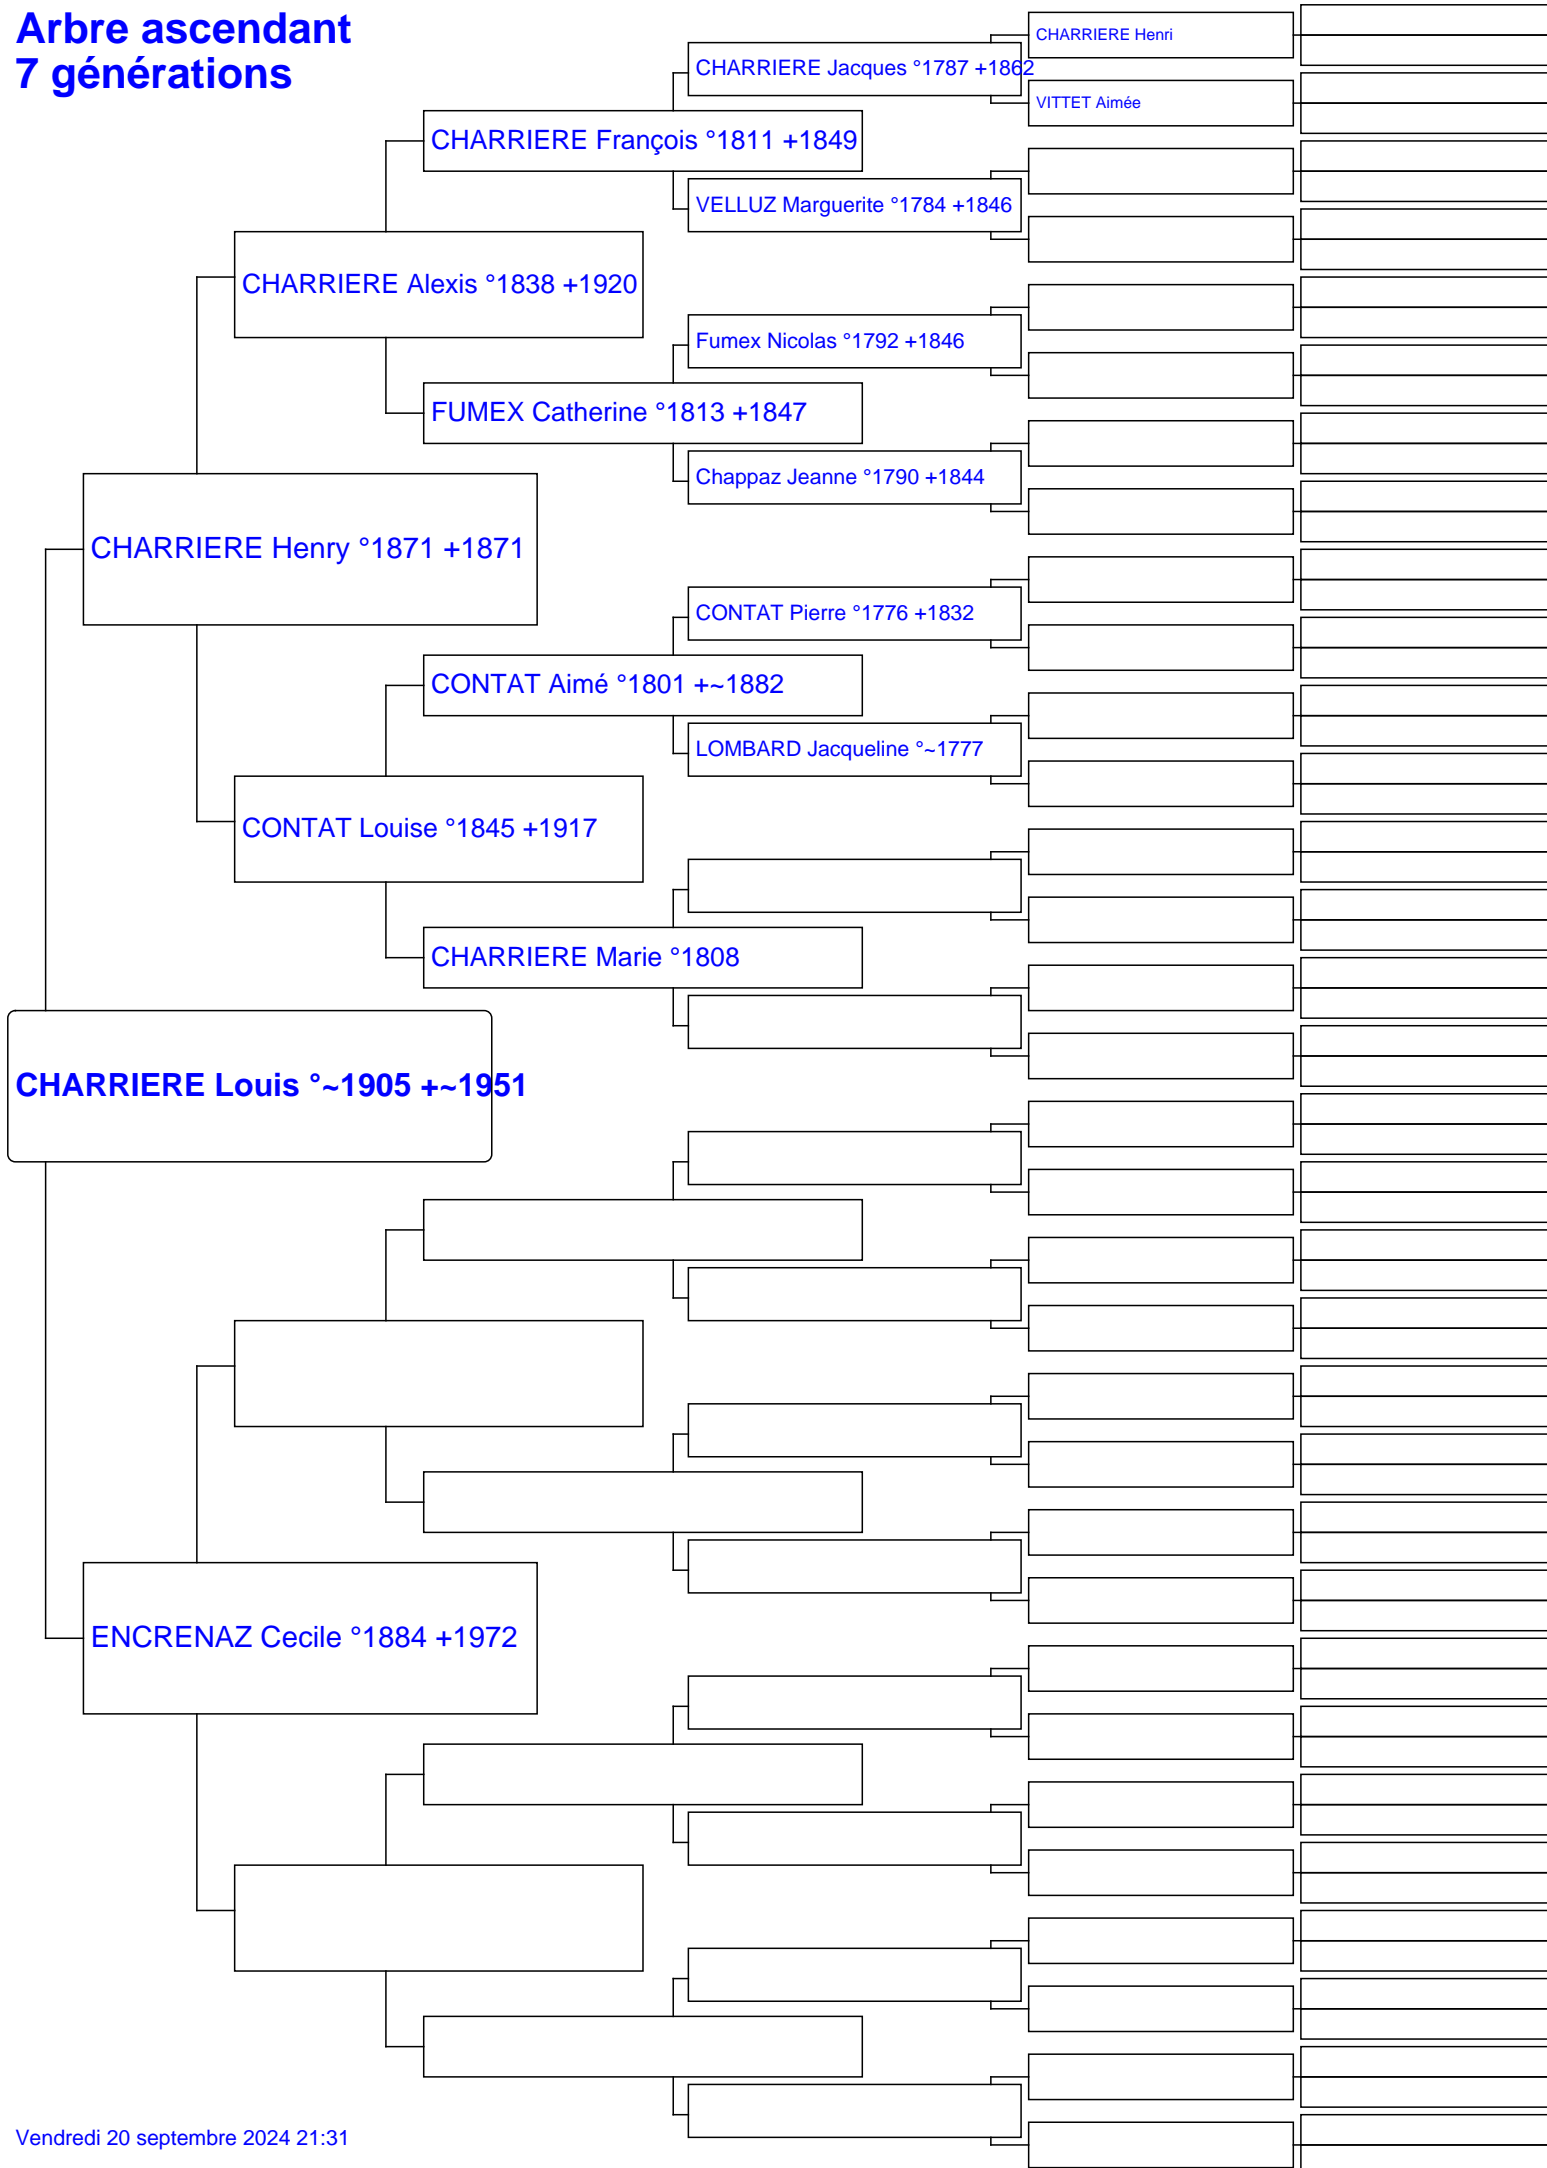 Arbre ascendant
7 générations
CHARRIERE Henri
CHARRIERE Jacques °1787 +1862
VITTET Aimée
CHARRIERE François °1811 +1849
VELLUZ Marguerite °1784 +1846
CHARRIERE Alexis °1838 +1920
Fumex Nicolas °1792 +1846
FUMEX Catherine °1813 +1847
Chappaz Jeanne °1790 +1844
CHARRIERE Henry °1871 +1871
CONTAT Pierre °1776 +1832
CONTAT Aimé °1801 +~1882
LOMBARD Jacqueline °~1777
CONTAT Louise °1845 +1917
CHARRIERE Marie °1808
CHARRIERE Louis °~1905 +~1951
ENCRENAZ Cecile °1884 +1972
Vendredi 20 septembre 2024 21:31